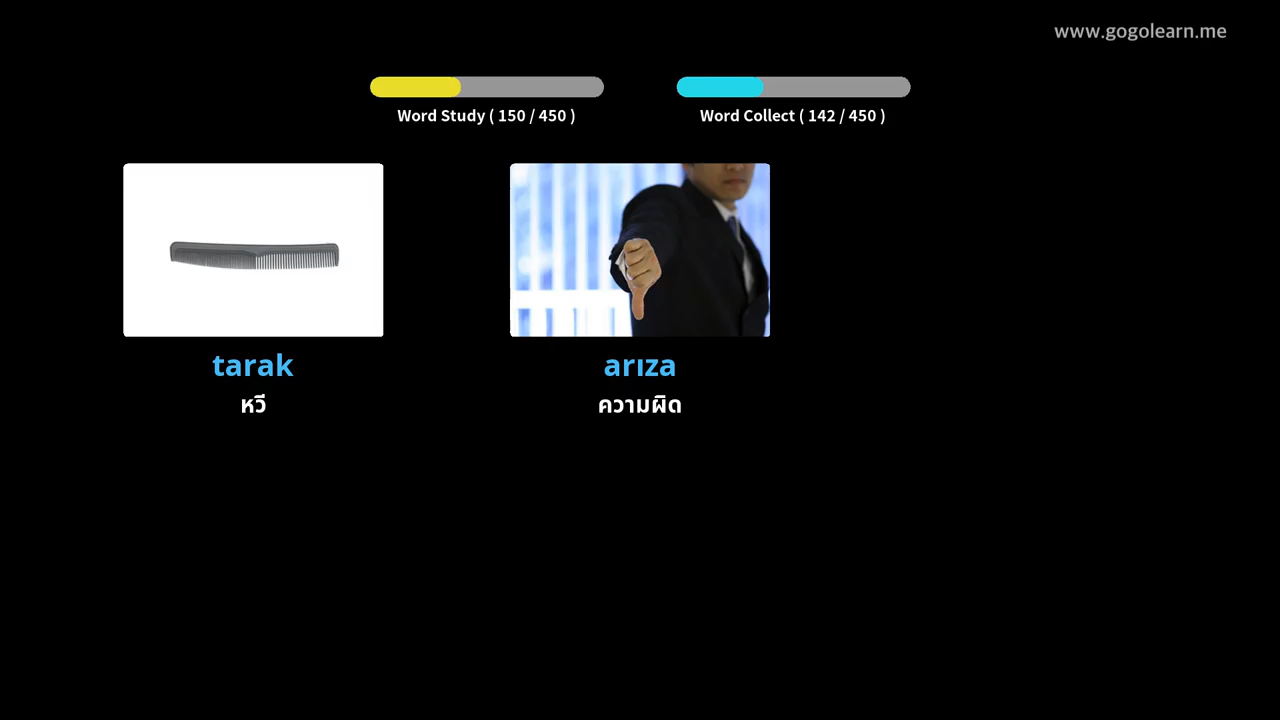 www.gogolearn.me
Word Study ( 150 / 450 )
Word Collect ( 142 / 450 )
tarak
หวี
arıza
ความผิด